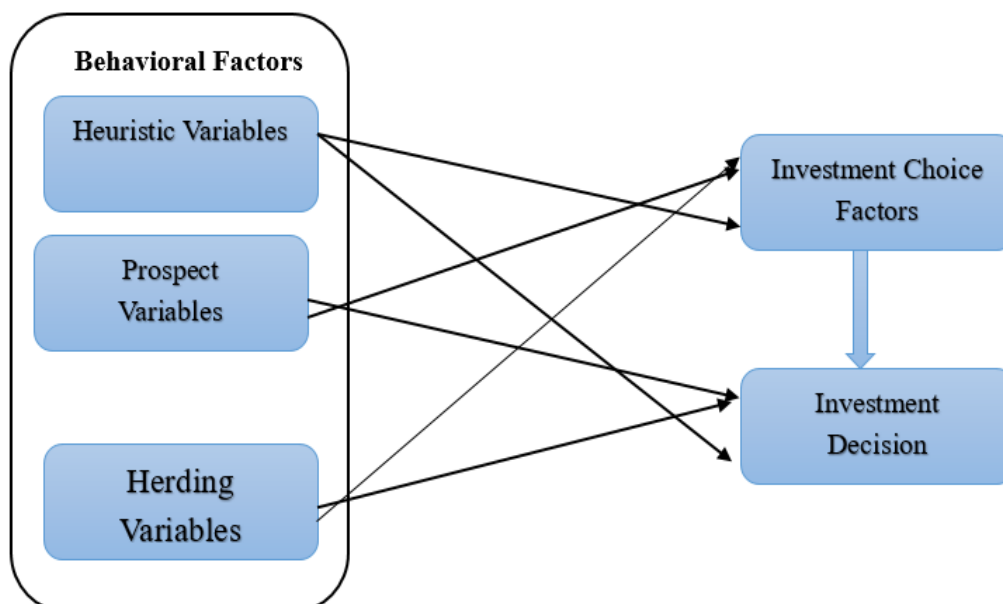 Behavioral Factors
Heuristic Variables
Prospect
Variables
Herding
Variables
Investment Choice
Factors
Investment
Decision